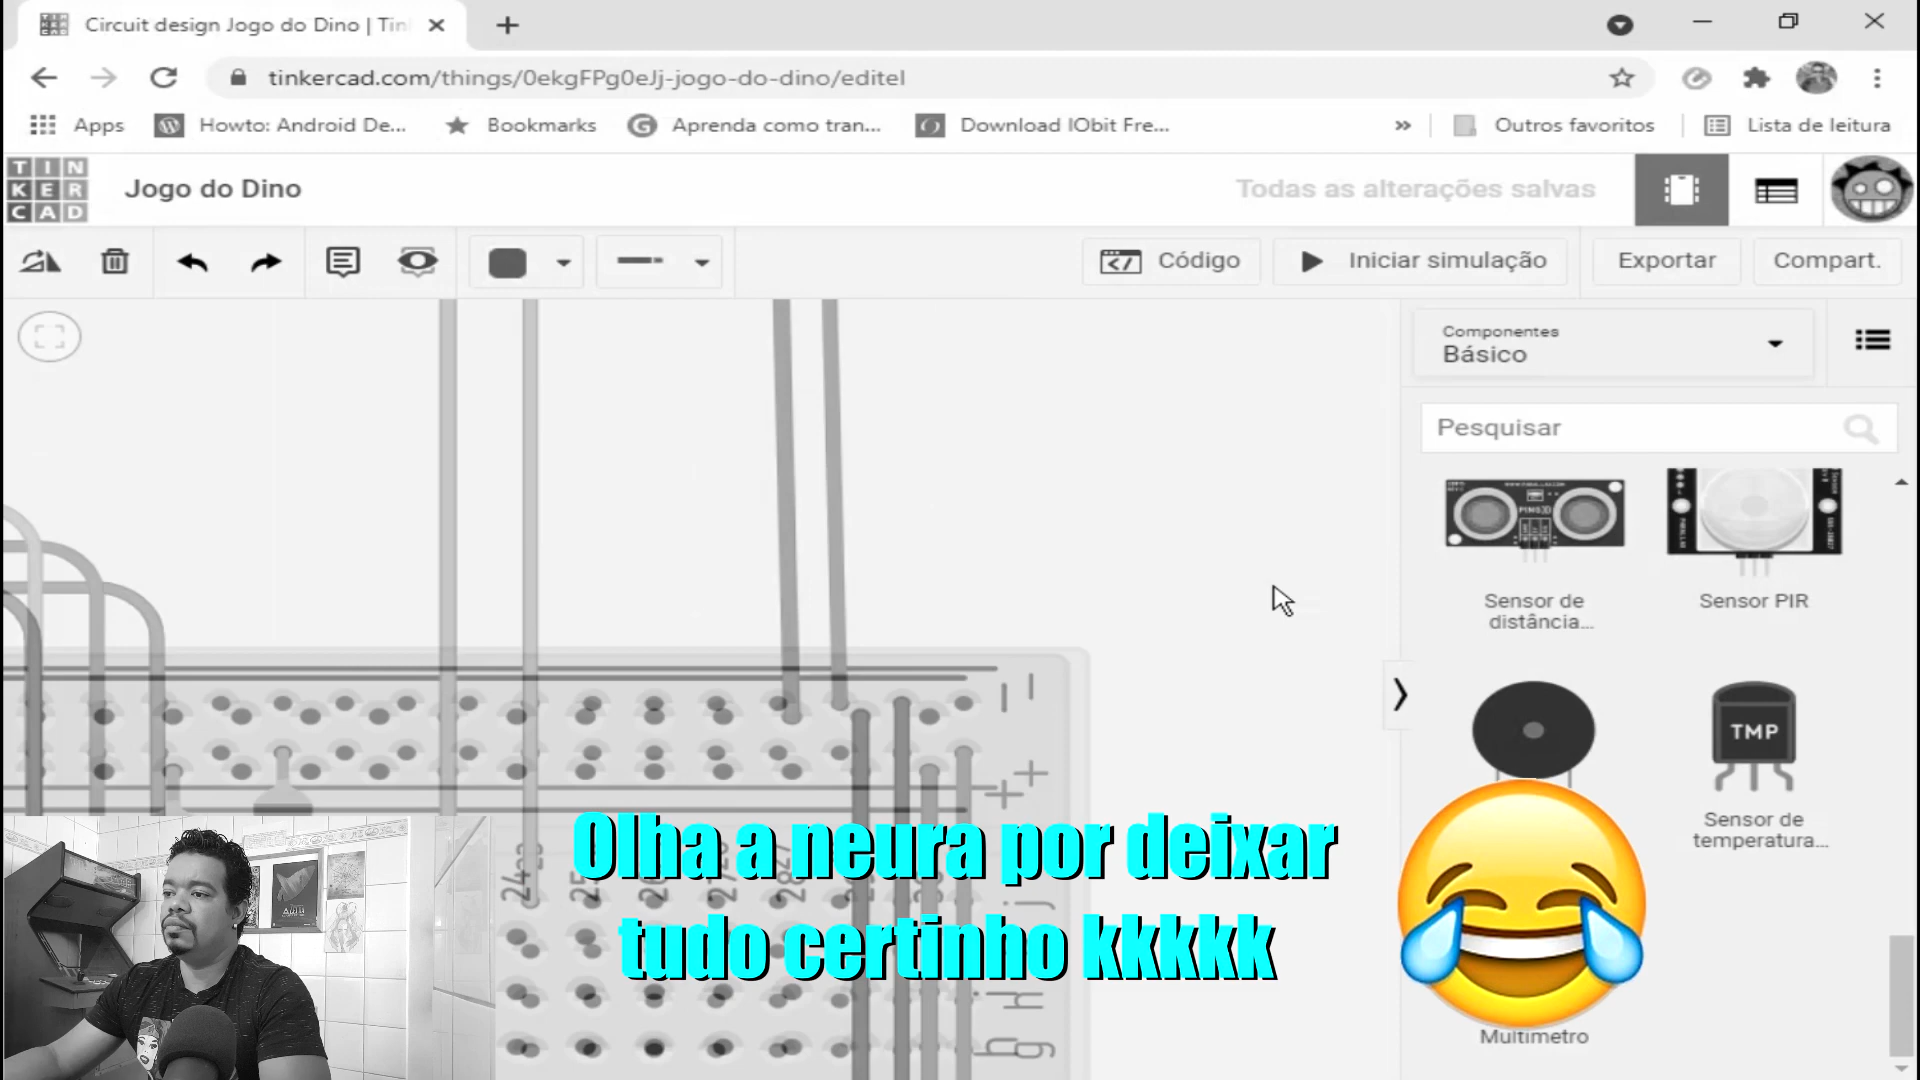 Circuit design Jogo do Dino | Tin
tinkercad.com/things/0ekgFPg0eJj-jogo-do-dino/editel
Apps
Howto: Android De...
Bookmarks
Aprenda como tran...
Download IObit Fre...
»
Outros favoritos
Lista de leitura
TIN
KER
CAD
Jogo do Dino
Todas as alterações salvas
Código
Iniciar simulação
Exportar
Compart.
Componentes
Básico
Pesquisar
PING
Sensor de
distância...
Sensor PIR
TMP
Sensor de
temperatura...
Olha a neura por deixar
tudo certinho kkkkk
Multímetro
24
25
j
h
g